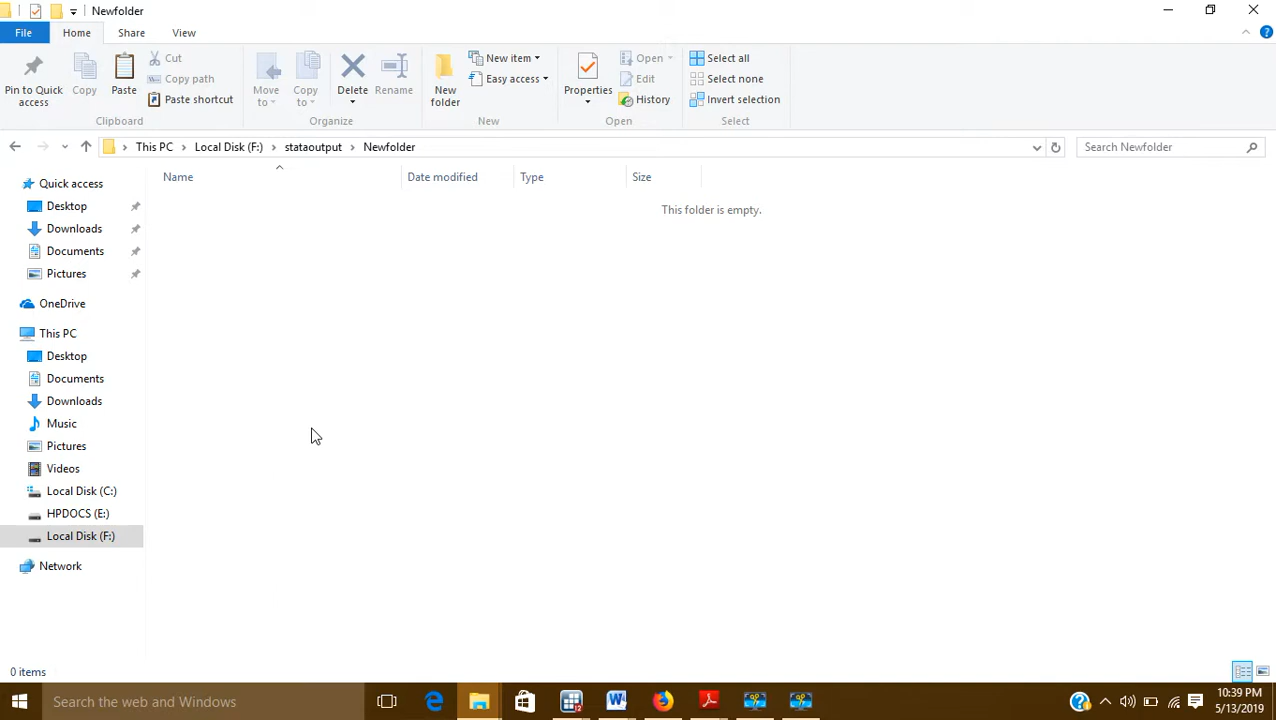 Newfolder
File Home Share View
Pin to Quick access
Copy
Paste
Cut
Copy path
Paste shortcut
Clipboard
Move to
Copy to
Delete
Rename
Organize
New folder
New item
Easy access
New
Properties
Open
Edit
History
Open
Select all
Select none
Invert selection
Select
This PC Local Disk (F:) stataoutput Newfolder
Search Newfolder
Name Date modified Type Size
This folder is empty.
Quick access
Desktop
Downloads
Documents
Pictures
OneDrive
This PC
Desktop
Documents
Downloads
Music
Pictures
Videos
Local Disk (C:)
HPDOCS (E:)
Local Disk (F:)
Network
0 items
Search the web and Windows
10:39 PM
5/13/2019